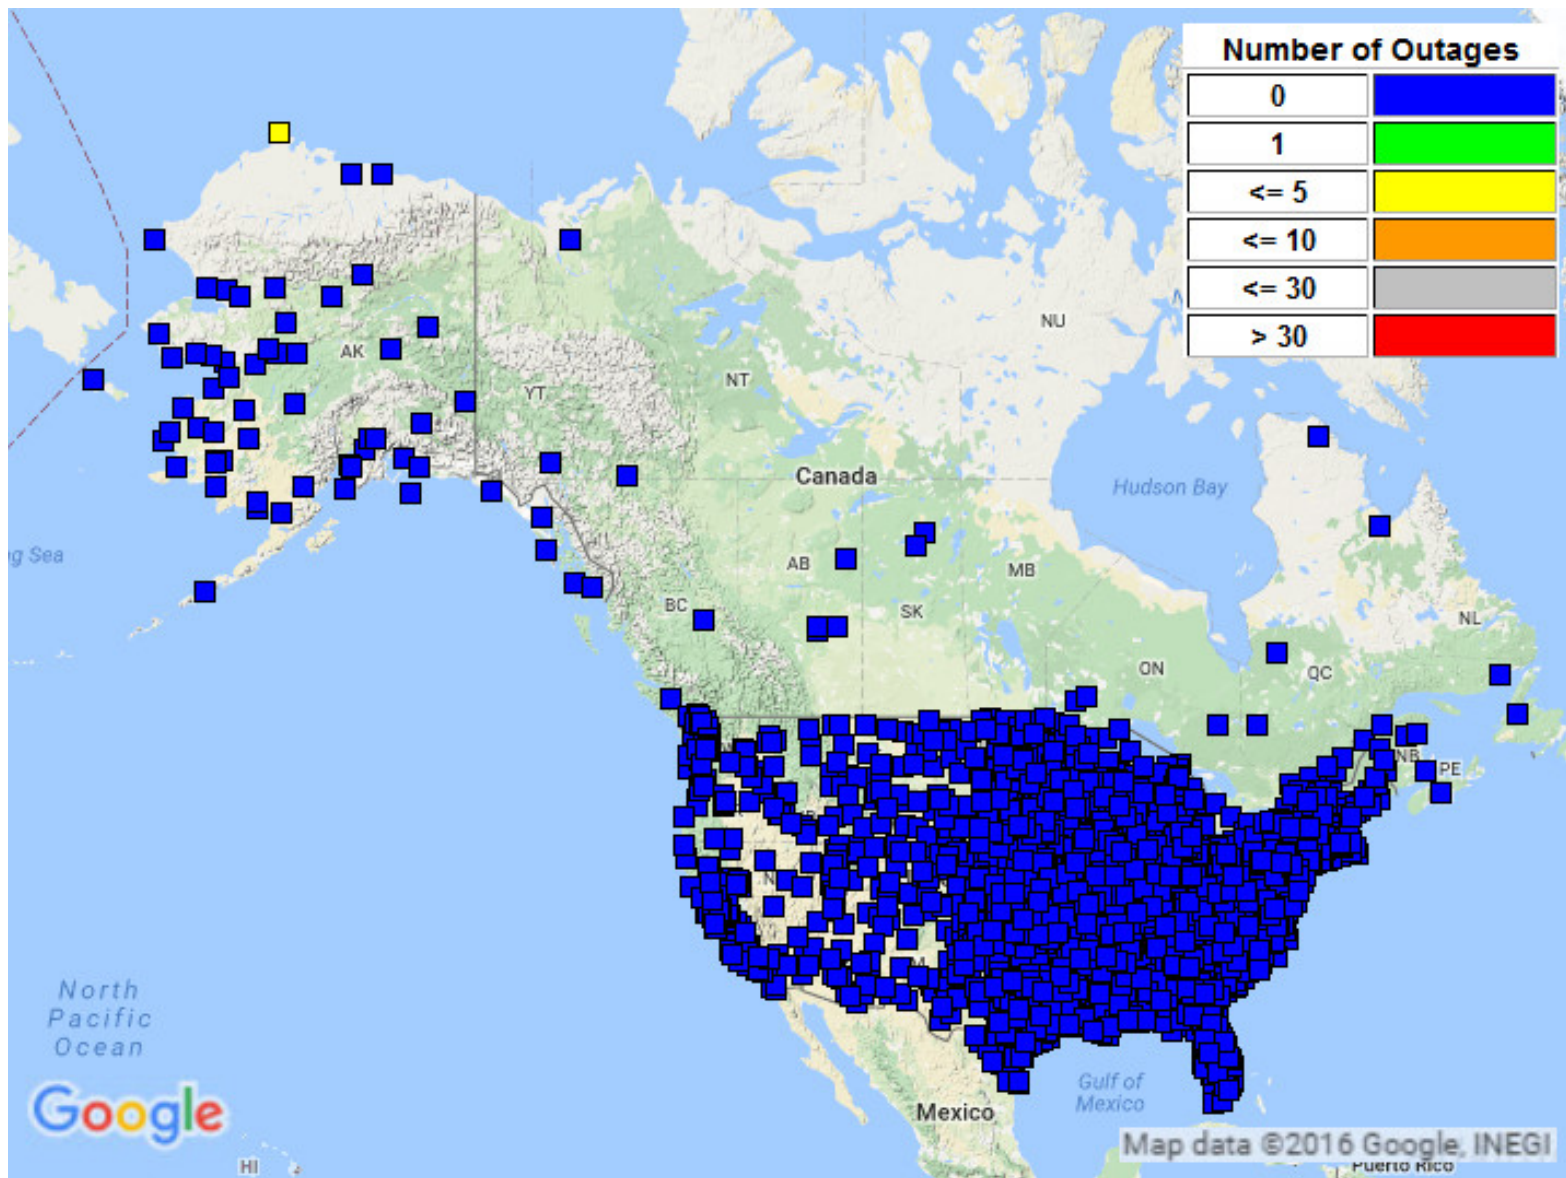 Number of Outages
0
1
<= 5
<= 10
<= 30
> 30
NU
AK
NT
YT
Canada
Hudson Bay
ng Sea
AB
MB
BC
SK
NL
ON
QC
NB
PE
North
Pacific
Ocean
Gulf of
Mexico
Google
Mexico
Map data ©2016 Google, INEGI
HI
Puerto Rico